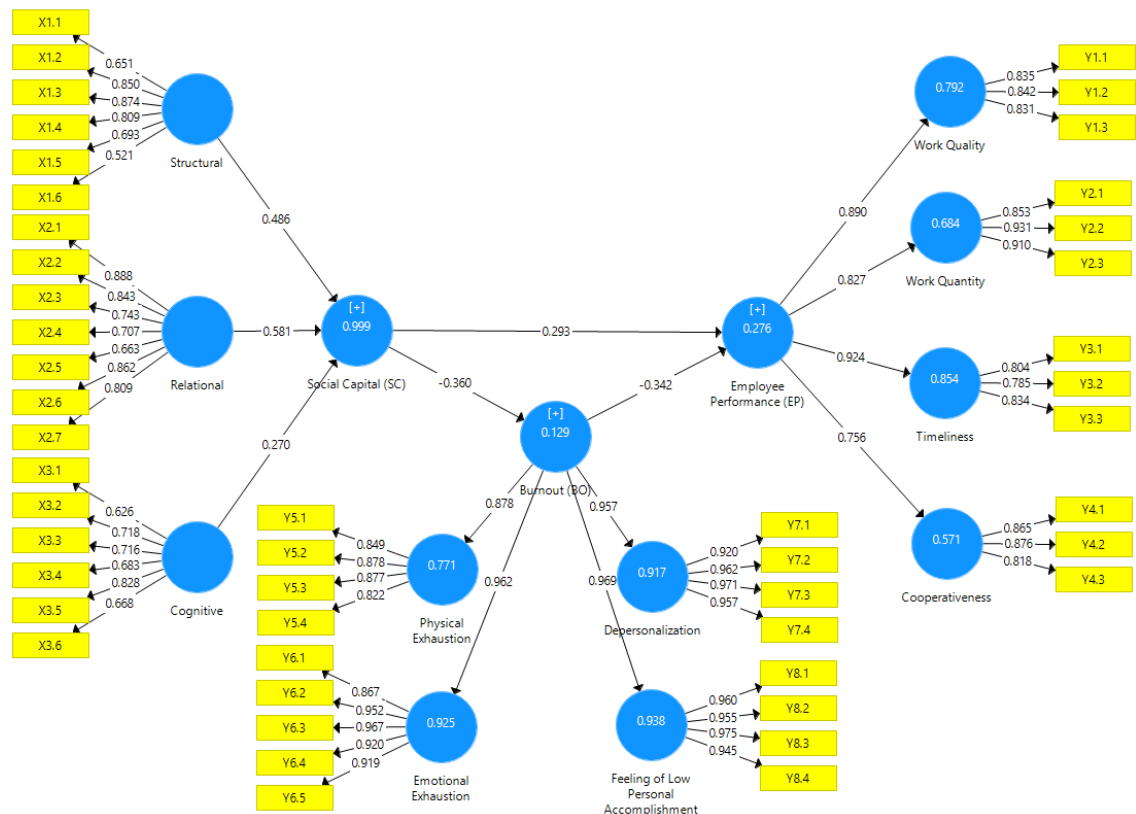 X1.1
X1.2
X1.3
X1.4
X1.5
X1.6
0.651
0.850
0.874
0.809
0.693
0.521
Structural
0.486
X2.1
X2.2
X2.3
X2.4
X2.5
X2.6
X2.7
0.888
0.843
0.743
0.707
0.663
0.862
0.809
Relational
0.581
X3.1
X3.2
X3.3
X3.4
X3.5
X3.6
0.626
0.718
0.716
0.683
0.828
0.668
Cognitive
0.270
[+]
0.999
Social Capital (SC)
0.293
-0.360
[+]
0.129
Burnout (BO)
-0.342
[+]
0.276
Employee
Performance (EP)
0.890
0.827
0.924
0.756
0.792
Work Quality
0.835
0.842
0.831
Y1.1
Y1.2
Y1.3
0.684
Work Quantity
0.853
0.931
0.910
Y2.1
Y2.2
Y2.3
0.854
Timeliness
0.804
0.785
0.834
Y3.1
Y3.2
Y3.3
0.571
Cooperativeness
0.865
0.876
0.818
Y4.1
Y4.2
Y4.3
0.878
0.962
0.957
0.969
Y5.1
Y5.2
Y5.3
Y5.4
0.849
0.878
0.877
0.822
0.771
Physical
Exhaustion
Y6.1
Y6.2
Y6.3
Y6.4
Y6.5
0.867
0.952
0.967
0.920
0.919
0.925
Emotional
Exhaustion
0.917
Depersonalization
0.920
0.962
0.971
0.957
Y7.1
Y7.2
Y7.3
Y7.4
0.938
Feeling of Low
Personal
Accomplishment
0.960
0.955
0.975
0.945
Y8.1
Y8.2
Y8.3
Y8.4